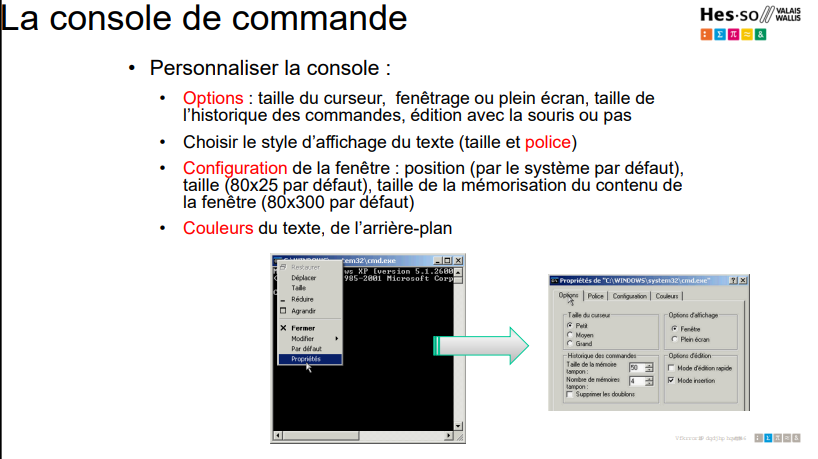 La console de commande
Hes·so// VALAIS
WALLIS
Σ π ≈ &
• Personnaliser la console :
• Options : taille du curseur, fenêtrage ou plein écran, taille de
l'historique des commandes, édition avec la souris ou pas
• Choisir le style d'affichage du texte (taille et police)
• Configuration de la fenêtre : position (par le système par défaut),
taille (80x25 par défaut), taille de la mémorisation du contenu de
la fenêtre (80x300 par défaut)
• Couleurs du texte, de l'arrière-plan
tem32\cmd.exe
ws XP [version 5.1.2600
985-2001 Microsoft Corp
Restaurer
Déplacer
Taille
Réduire
Agrandir
Fermer
Modifier
Par défaut
Propriétés
Propriétés de "C:\WINDOWS\system32\cmd.exe"
Options Police Configuration Couleurs
Taille du curseur
Petit
Moyen
Grand
Options d'affichage
Fenêtre
Plein écran
Historique des commandes
Taille de la mémoire
tampon : 50
Nombre de mémoires
tampon : 4
Supprimer les doublons
Options d'édition
Mode d'édition rapide
Mode insertion